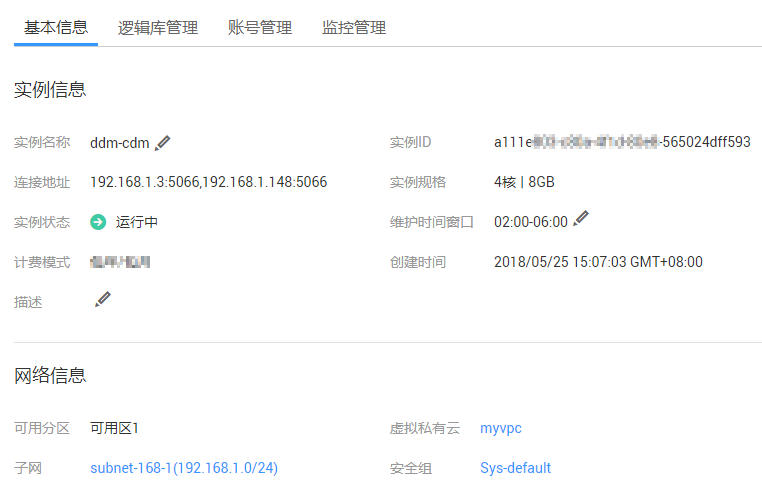 基本信息 逻辑库管理 账号管理 监控管理
实例信息
实例名称 ddm-cdm 实例ID a111e -565024dff593
连接地址 192.168.1.3:5066,192.168.1.148:5066 实例规格 4核 | 8GB
实例状态 运行中 维护时间窗口 02:00-06:00
计费模式 创建时间 2018/05/25 15:07:03 GMT+08:00
描述
网络信息
可用分区 可用区1 虚拟私有云 myvpc
子网 subnet-168-1(192.168.1.0/24) 安全组 Sys-default